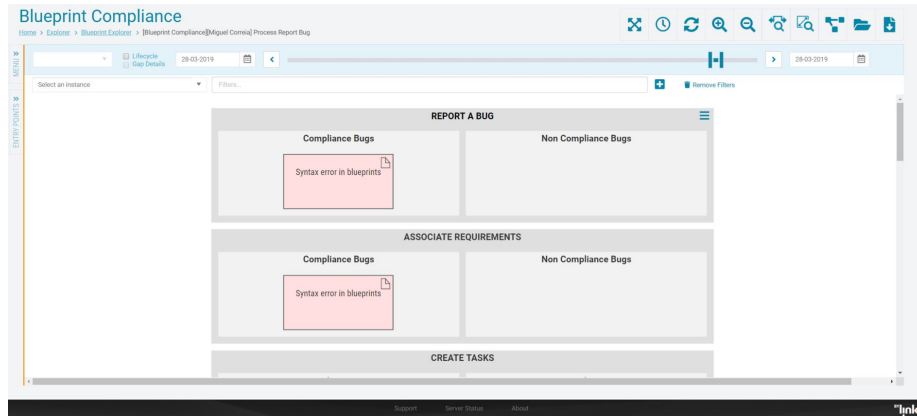 Blueprint Compliance
Home > Explorer > Blueprint Explorer > [Blueprint Compliance][Miguel Correia] Process Report Bug
MENU
Lifecycle
Gap Details
28-03-2019
28-03-2019
Select an instance
Filters...
Remove Filters
ENTRY POINTS
REPORT A BUG
Compliance Bugs
Non Compliance Bugs
Syntax error in blueprints
ASSOCIATE REQUIREMENTS
Compliance Bugs
Non Compliance Bugs
Syntax error in blueprints
CREATE TASKS
Support Server Status About
link